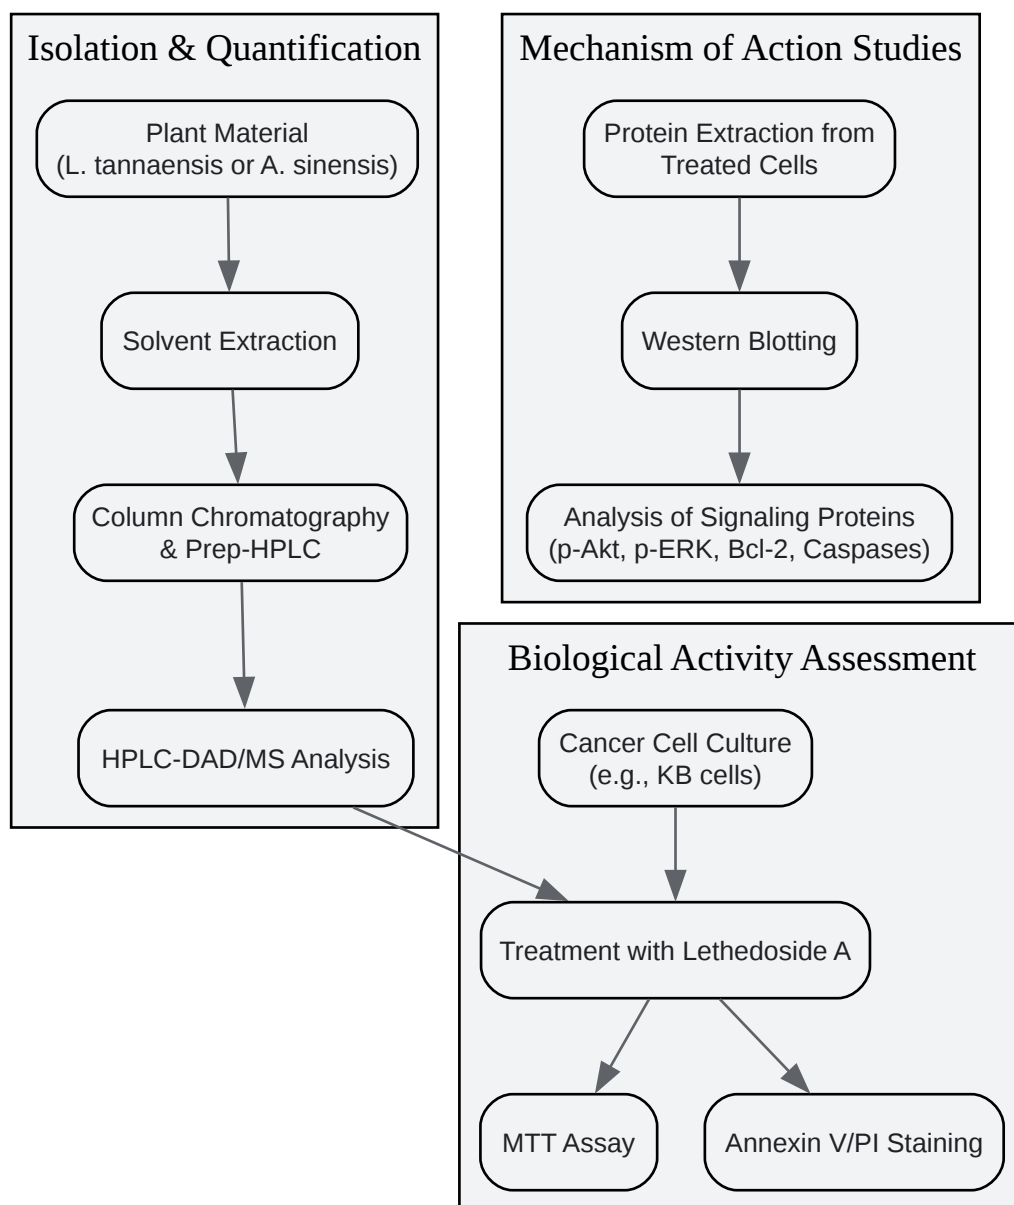 Isolation & Quantification
Plant Material
(L. tannaensis or A. sinensis)
Solvent Extraction
Column Chromatography
& Prep-HPLC
HPLC-DAD/MS Analysis
Mechanism of Action Studies
Protein Extraction from
Treated Cells
Western Blotting
Analysis of Signaling Proteins
(p-Akt, p-ERK, Bcl-2, Caspases)
Biological Activity Assessment
Cancer Cell Culture
(e.g., KB cells)
Treatment with Lethedoside A
MTT Assay
Annexin V/PI Staining